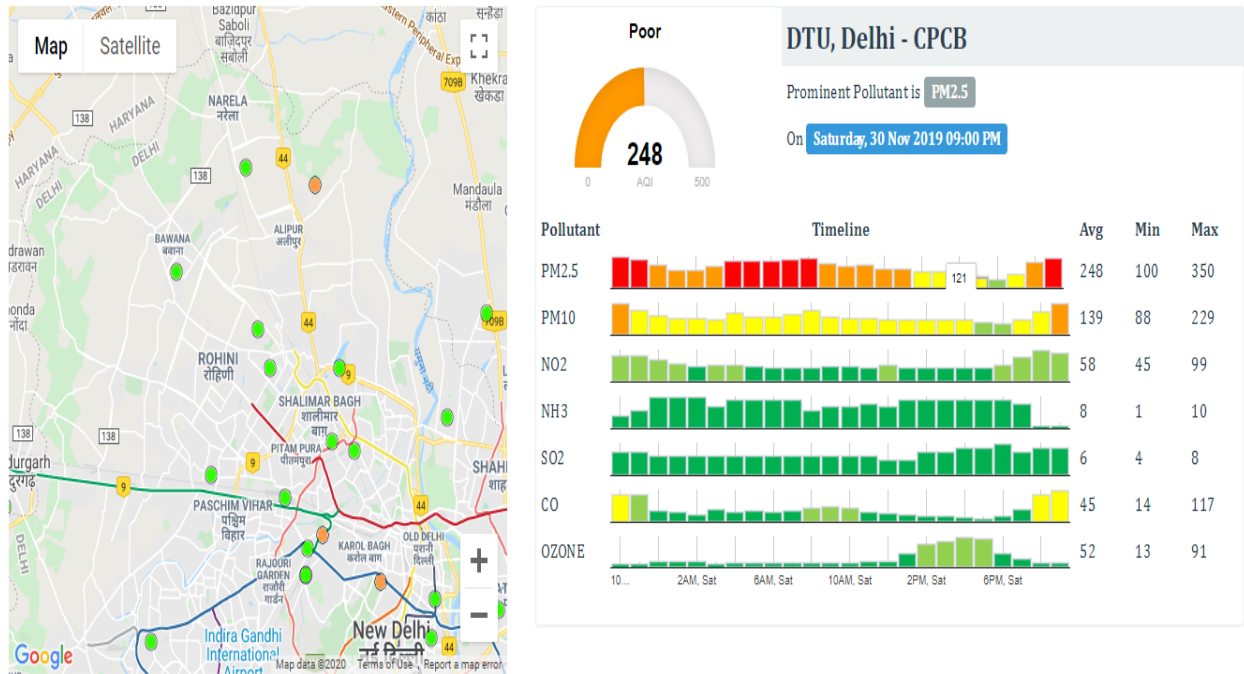 Bazidpur
Saboli
बाज़िदपुर
सबोली
Map
Satellite
कांठा
Eastern Peripheral Exp
709B
Khekra
खेकडा
NARELA
नरेला
138
HARYANA
DELHI
HARYANA
DELHI
44
138
Mandaula
मंडौला
ALIPUR
अलीपुर
BAWANA
बवाना
44
709B
ROHINI
रोहिणी
9
यमुना नदी
SHALIMAR BAGH
शालीमार
बाग़
138
138
PITAM PURA
पीतमपुरा
9
9
PASCHIM VIHAR
पश्चिम
विहार
44
OLD DELHI
पुरानी
दिल्ली
KAROL BAGH
करोल बाग
RAJOURI
GARDEN
राजौरी
गार्डन
DELHI
+
−
Indira Gandhi
International
Airport
New Delhi
44
Google
Map data ©2020
Terms of Use
Report a map error
Poor
248
0
AQI
500
DTU, Delhi - CPCB
Prominent Pollutant is PM2.5
On Saturday, 30 Nov 2019 09:00 PM
Pollutant Timeline Avg Min Max
PM2.5 121 248 100 350
PM10 139 88 229
NO2 58 45 99
NH3 8 1 10
SO2 6 4 8
CO 45 14 117
OZONE 52 13 91
10... 2AM, Sat 6AM, Sat 10AM, Sat 2PM, Sat 6PM, Sat